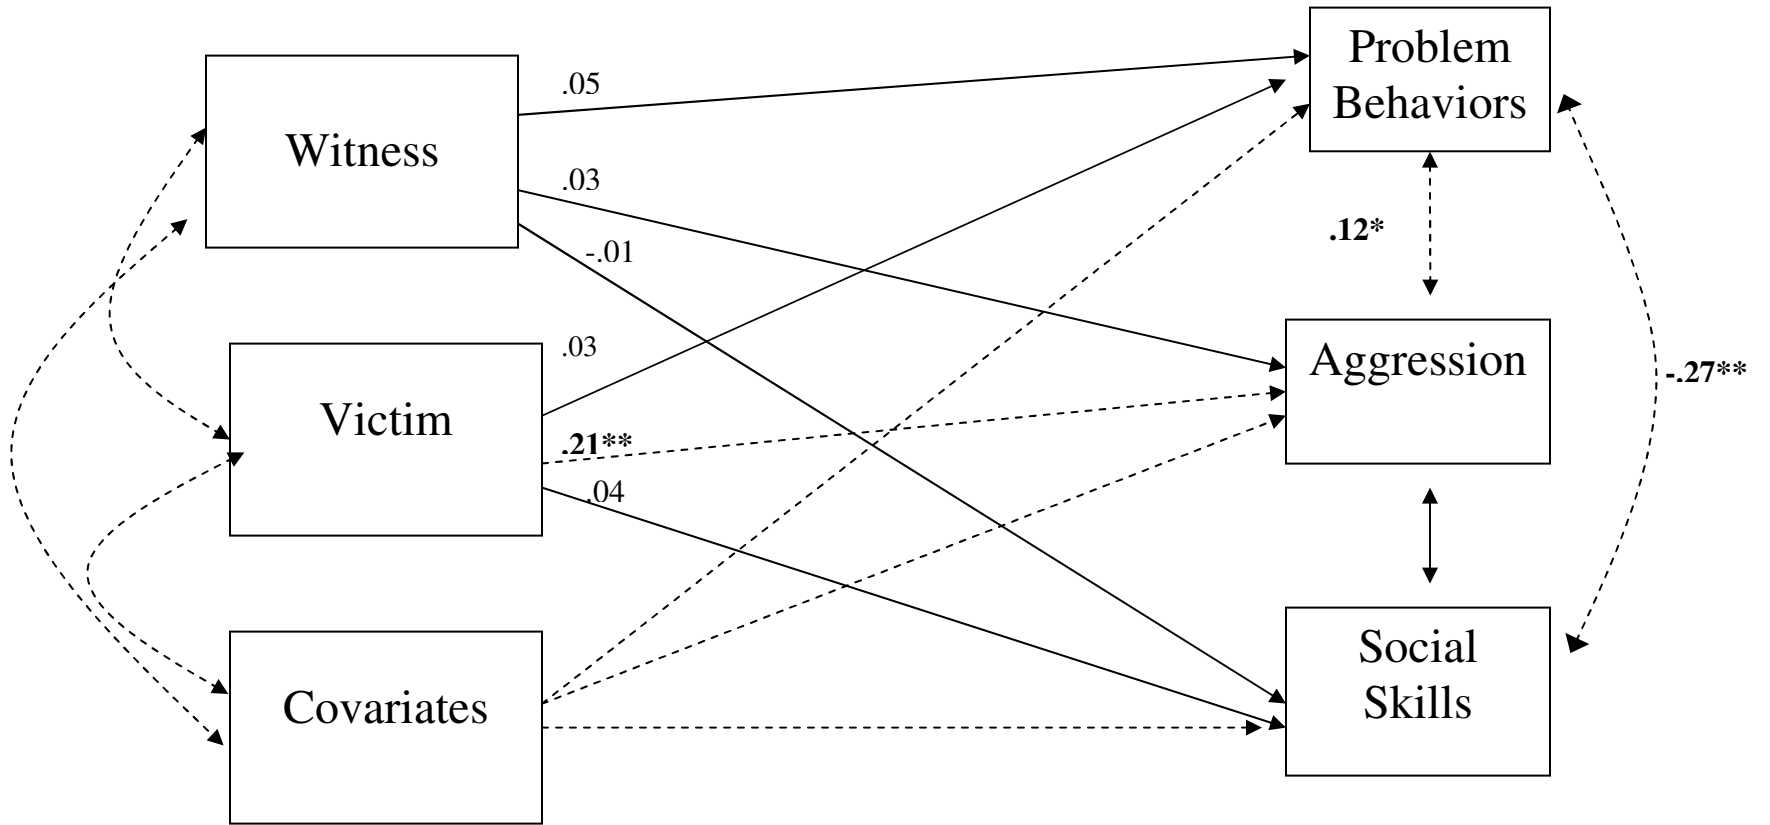 Problem
Behaviors
.05
Witness
.03
.12*
-.01
.03
Aggression
-.27**
Victim
.21**
.04
Social
Skills
Covariates